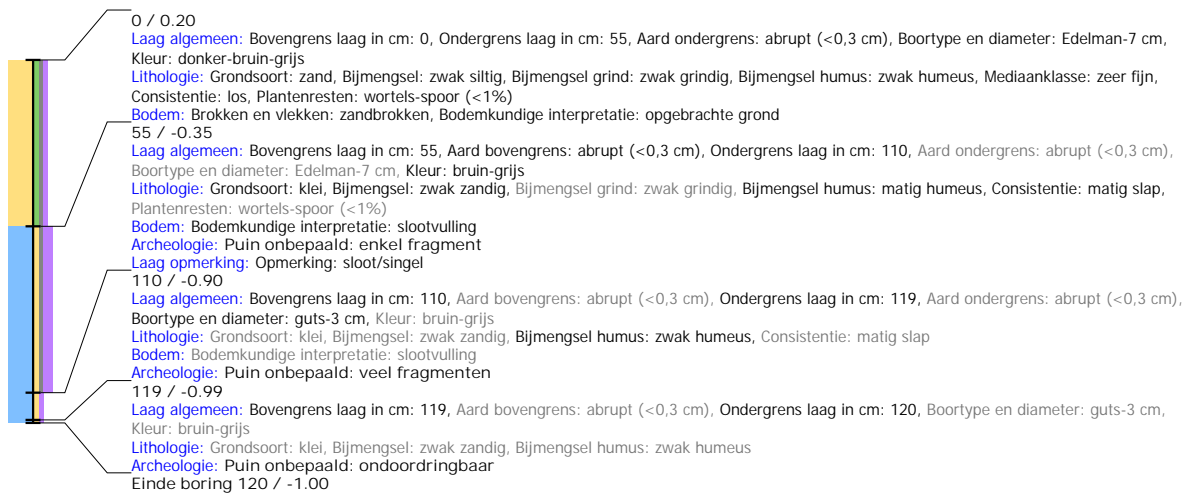 0 / 0.20
Laag algemeen: Bovengrens laag in cm: 0, Ondergrens laag in cm: 55, Aard ondergrens: abrupt (<0,3 cm), Boortype en diameter: Edelman-7 cm,
Kleur: donker-bruin-grijs
Lithologie: Grondsoort: zand, Bijmengsel: zwak siltig, Bijmengsel grind: zwak grindig, Bijmengsel humus: zwak humeus, Mediaanklasse: zeer fijn,
Consistentie: los, Plantenresten: wortels-spoor (<1%)
Bodem: Brokken en vlekken: zandbrokken, Bodemkundige interpretatie: opgebrachte grond
55 / -0.35
Laag algemeen: Bovengrens laag in cm: 55, Aard bovengrens: abrupt (<0,3 cm), Ondergrens laag in cm: 110, Aard ondergrens: abrupt (<0,3 cm),
Boortype en diameter: Edelman-7 cm, Kleur: bruin-grijs
Lithologie: Grondsoort: klei, Bijmengsel: zwak zandig, Bijmengsel grind: zwak grindig, Bijmengsel humus: matig humeus, Consistentie: matig slap,
Plantenresten: wortels-spoor (<1%)
Bodem: Bodemkundige interpretatie: slootvulling
Archeologie: Puin onbepaald: enkel fragment
Laag opmerking: Opmerking: sloot/singel
110 / -0.90
Laag algemeen: Bovengrens laag in cm: 110, Aard bovengrens: abrupt (<0,3 cm), Ondergrens laag in cm: 119, Aard ondergrens: abrupt (<0,3 cm),
Boortype en diameter: guts-3 cm, Kleur: bruin-grijs
Lithologie: Grondsoort: klei, Bijmengsel: zwak zandig, Bijmengsel humus: zwak humeus, Consistentie: matig slap
Bodem: Bodemkundige interpretatie: slootvulling
Archeologie: Puin onbepaald: veel fragmenten
119 / -0.99
Laag algemeen: Bovengrens laag in cm: 119, Aard bovengrens: abrupt (<0,3 cm), Ondergrens laag in cm: 120, Boortype en diameter: guts-3 cm,
Kleur: bruin-grijs
Lithologie: Grondsoort: klei, Bijmengsel: zwak zandig, Bijmengsel humus: zwak humeus
Archeologie: Puin onbepaald: ondoordringbaar
Einde boring 120 / -1.00